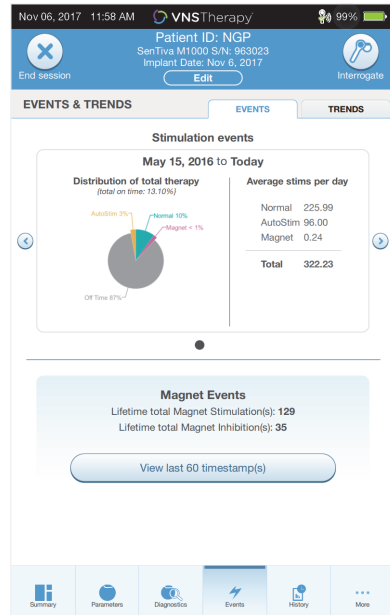 Nov 06, 2017 11:58 AM VNSTherapy 99%
Patient ID: NGP
SenTiva M1000 S/N: 963023
Implant Date: Nov 6, 2017
End session Edit Interrogate
EVENTS & TRENDS EVENTS TRENDS
Stimulation events
May 15, 2016 to Today
Distribution of total therapy
(total on time: 13.10%)
AutoStim 3%
Normal 10%
Magnet < 1%
Off Time 87%
Average stims per day
Normal 225.99
AutoStim 96.00
Magnet 0.24
Total 322.23
Magnet Events
Lifetime total Magnet Stimulation(s): 129
Lifetime total Magnet Inhibition(s): 35
View last 60 timestamp(s)
Summary Parameters Diagnostics Events History More